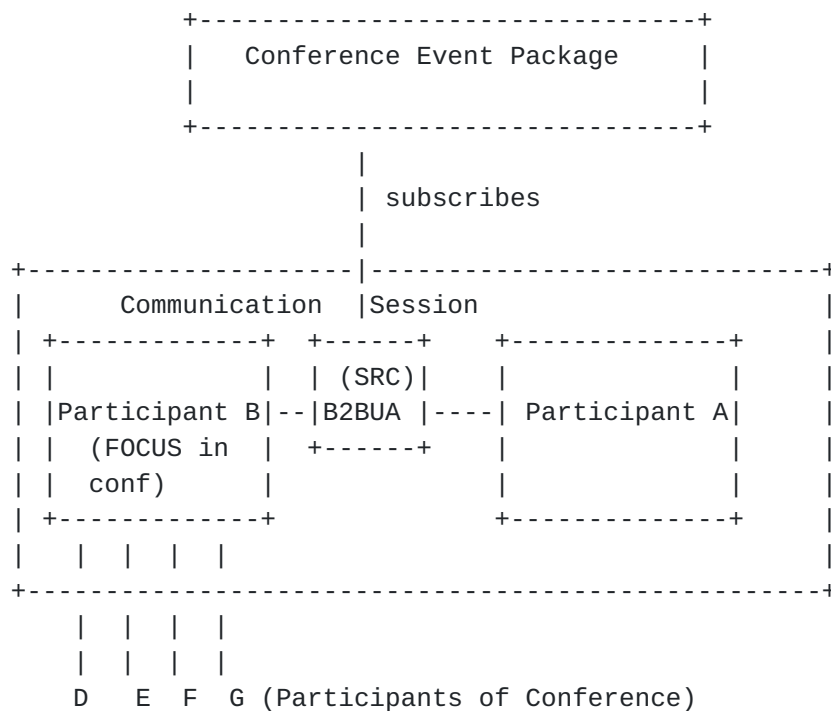 Conference Event Package
subscribes
Communication Session
(SRC)
Participant B B2BUA Participant A
(FOCUS in
conf)
D E F G (Participants of Conference)